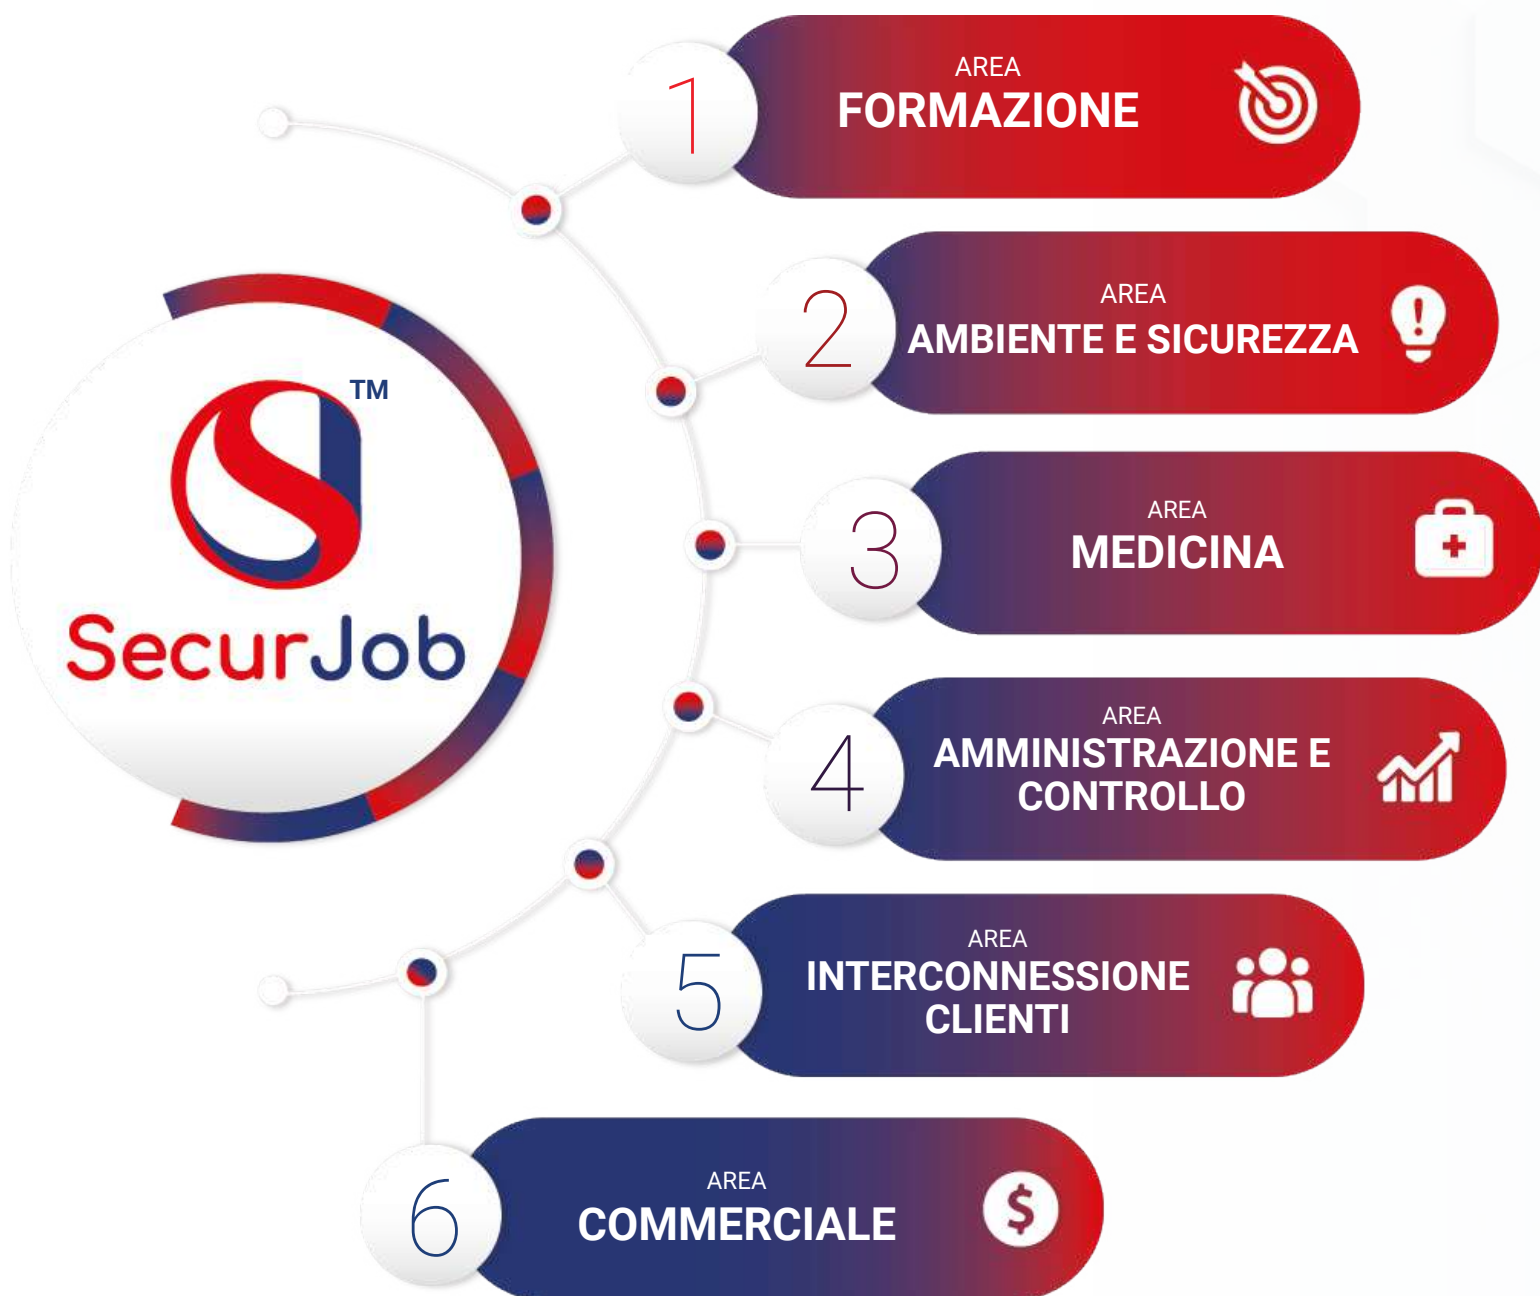 1
AREA
FORMAZIONE
2
AREA
AMBIENTE E SICUREZZA
TM
SecurJob
3
AREA
MEDICINA
4
AREA
AMMINISTRAZIONE E
CONTROLLO
5
AREA
INTERCONNESSIONE
CLIENTI
6
AREA
COMMERCIALE
$